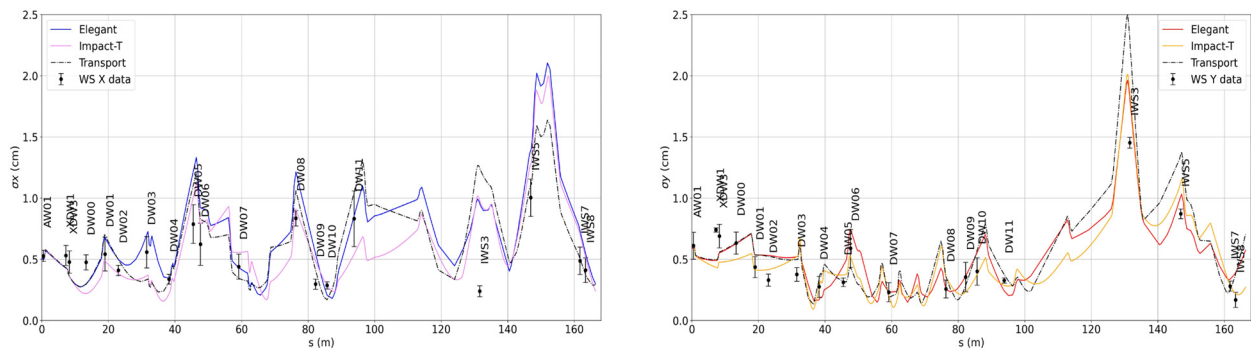 2.5
2.0
1.5
1.0
0.5
0.0
σx (cm)
Elegant
Impact-T
Transport
WS X data
AW01
DW00
DW01
DW02
DW03
DW04
DW05
DW06
DW07
DW08
DW09
DW10
DW11
IWS3
IWS5
IWS7
IWS8
0 20 40 60 80 100 120 140 160
s (m)
2.5
2.0
1.5
1.0
0.5
0.0
σy (cm)
Elegant
Impact-T
Transport
WS Y data
AW01
DW00
DW01
DW02
DW03
DW04
DW05
DW06
DW07
DW08
DW09
DW10
DW11
IWS3
IWS5
IWS7
IWS8
0 20 40 60 80 100 120 140 160
s (m)